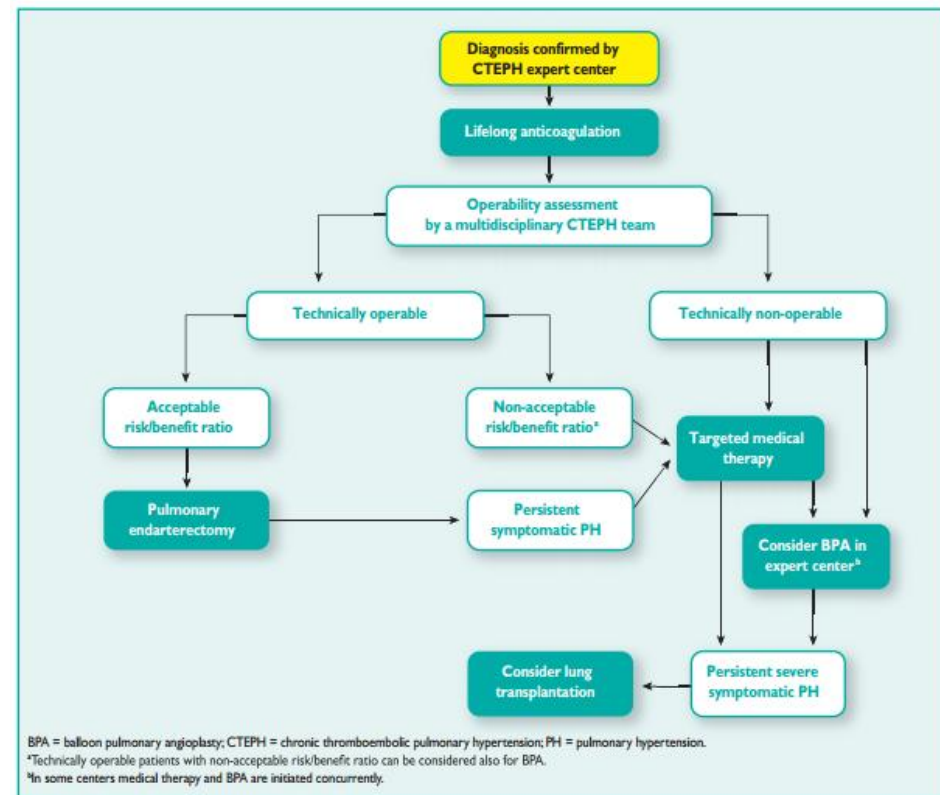 Diagnosis confirmed by
CTEPH expert center
Lifelong anticoagulation
Operability assessment
by a multidisciplinary CTEPH team
Technically operable
Technically non-operable
Acceptable
risk/benefit ratio
Non-acceptable
risk/benefit ratioᵃ
Targeted medical
therapy
Pulmonary
endarterectomy
Persistent
symptomatic PH
Consider BPA in
expert centerᵇ
Consider lung
transplantation
Persistent severe
symptomatic PH
BPA = balloon pulmonary angioplasty; CTEPH = chronic thromboembolic pulmonary hypertension; PH = pulmonary hypertension.
ᵃTechnically operable patients with non-acceptable risk/benefit ratio can be considered also for BPA.
ᵇIn some centers medical therapy and BPA are initiated concurrently.